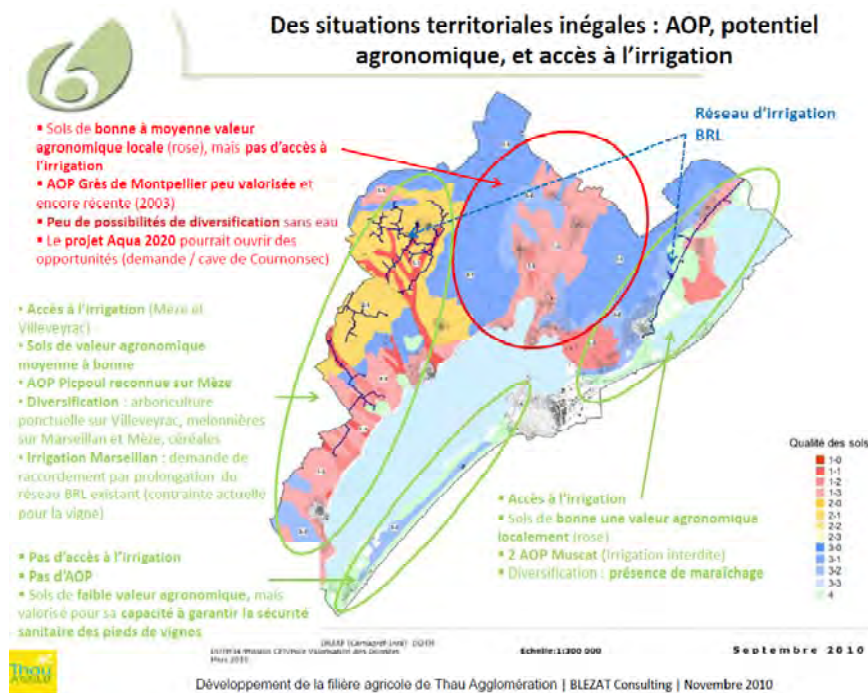 6
Des situations territoriales inégales : AOP, potentiel
agronomique, et accès à l'irrigation
▪ Sols de bonne à moyenne valeur
agronomique locale (rose), mais pas d'accès à
l'irrigation
▪ AOP Grès de Montpellier peu valorisée et
encore récente (2003)
▪ Peu de possibilités de diversification sans eau
▪ Le projet Aqua 2020 pourrait ouvrir des
opportunités (demande / cave de Cournonsec)
Réseau d'irrigation
BRL
• Accès à l'irrigation (Mèze et
Villeveyrac)
• Sols de valeur agronomique
moyenne à bonne
• AOP Picpoul reconnue sur Mèze
• Diversification : arboriculture
ponctuelle sur Villeveyrac, melonnières
sur Marseillan et Mèze, céréales
• Irrigation Marseillan : demande de
raccordement par prolongation du
réseau BRL existant (contrainte actuelle
pour la vigne)
▪ Pas d'accès à l'irrigation
▪ Pas d'AOP
▪ Sols de faible valeur agronomique, mais
valorisé pour sa capacité à garantir la sécurité
sanitaire des pieds de vignes
▪ Accès à l'irrigation
▪ Sols de bonne une valeur agronomique
localement (rose)
▪ 2 AOP Muscat (Irrigation interdite)
▪ Diversification : présence de maraîchage
Qualité des sols
1-0
1-1
1-2
1-3
2-0
2-1
2-2
2-3
3-0
3-1
3-2
3-3
4
Mars 2010
Echelle:1:200 000
Septembre 2010
Thau
Développement de la filière agricole de Thau Agglomération | BLEZAT Consulting | Novembre 2010